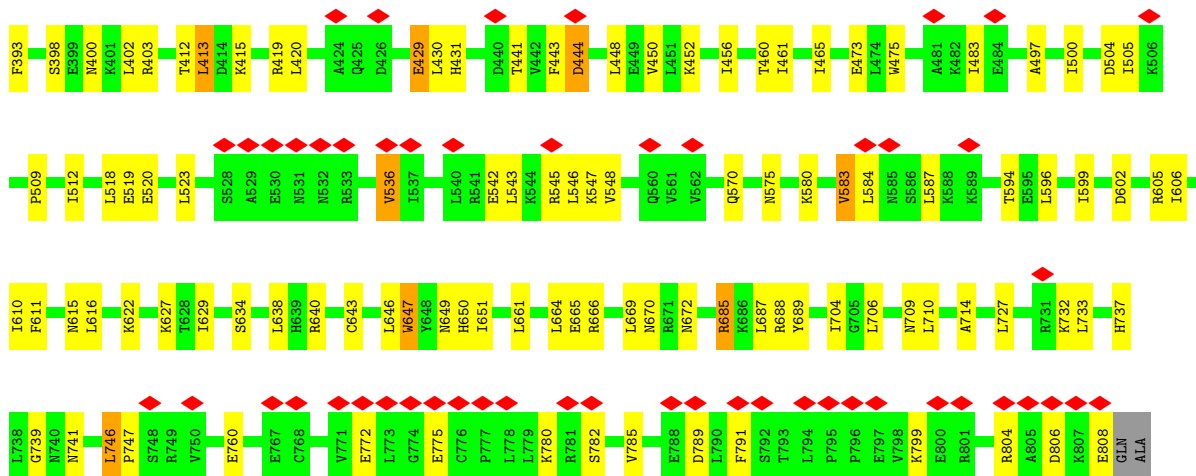 F393 S398 E399 N400 K401 L402 R403 T412 L413 D414 K415 R419 L420 A424 Q425 D426 E429 L430 H431 D440 T441 V442 F443 D444 L448 E449 V450 L451 K452 I456 T460 I461 I465 E473 L474 W475 A481 K482 I483 E484 A497 I500 D504 I505 K506
P509 I512 L518 E519 E520 L523 S528 A529 E530 N531 N532 R533 V536 I537 L540 R541 E542 L543 K544 R545 L546 K547 V548 Q560 V561 V562 Q570 N575 K580 V583 L584 N585 S586 L587 K588 K589 T594 E595 L596 I599 D602 R605 I606
I610 F611 N615 L616 K622 K627 T628 I629 S634 L638 H639 R640 C643 L646 W647 Y648 N649 H650 I651 L661 L664 E665 R666 L669 N670 R671 N672 R685 K686 L687 R688 Y689 I704 G705 L706 N709 L710 A714 L727 R731 K732 L733 H737
L738 G739 N740 N741 L746 P747 S748 R749 V750 E760 E767 C768 V771 E772 L773 G774 E775 C776 P777 L778 L779 K780 R781 S782 V785 E788 D789 L790 F791 S792 T793 L794 P795 P796 E797 V798 K799 E800 R801 R804 A805 D806 K807 E808 GLN ALA